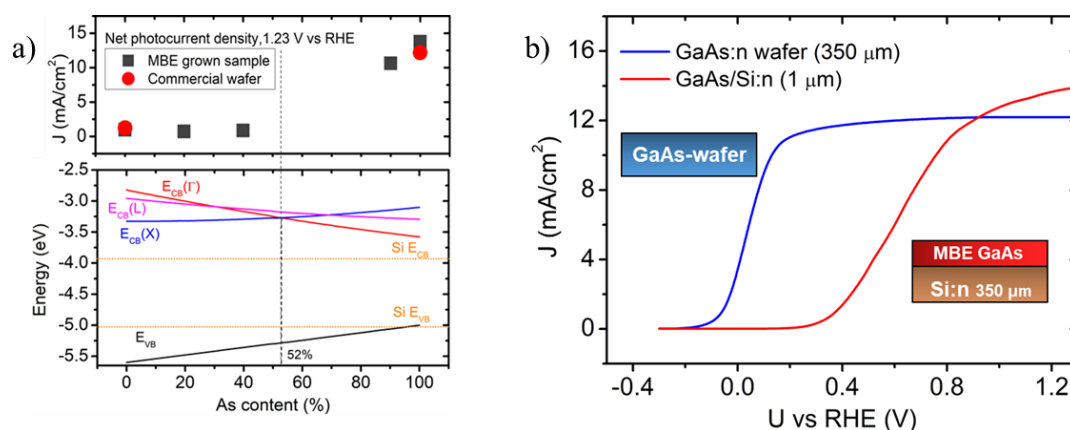 a)
Net photocurrent density,1.23 V vs RHE
MBE grown sample
Commercial wafer
J (mA/cm²)
15
10
5
0
-2.5
-3.0
-3.5
-4.0
-4.5
-5.0
-5.5
Energy (eV)
E_CB(Γ)
E_CB(L)
E_CB(X)
Si E_CB
Si E_VB
E_VB
52%
0 20 40 60 80 100
As content (%)
b)
16
12
8
4
0
J (mA/cm²)
GaAs:n wafer (350 μm)
GaAs/Si:n (1 μm)
GaAs-wafer
MBE GaAs
Si:n 350 μm
-0.4 0.0 0.4 0.8 1.2
U vs RHE (V)